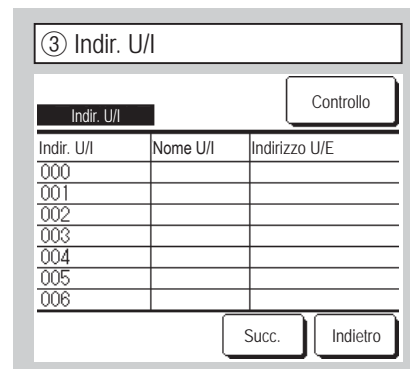 ③ Indir. U/I
Controllo
Indir. U/I
Indir. U/I Nome U/I Indirizzo U/E
000
001
002
003
004
005
006
Succ. Indietro